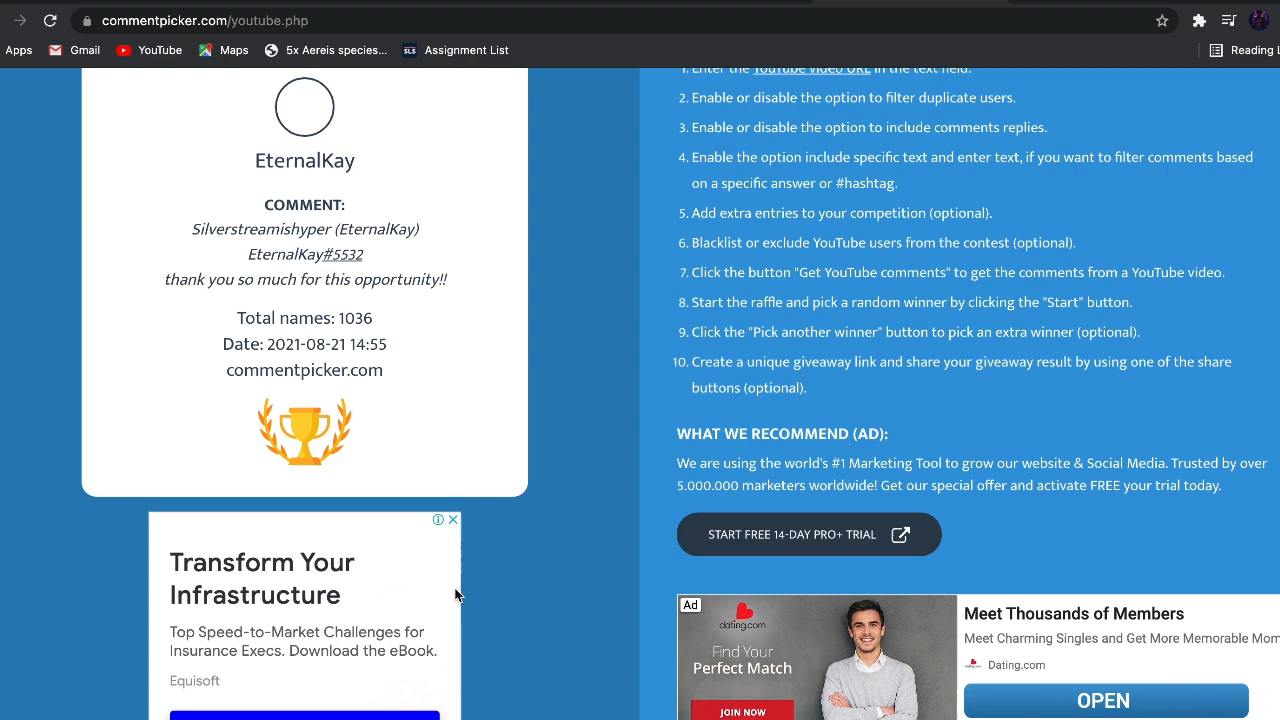 commentpicker.com/youtube.php
Apps Gmail YouTube Maps 5x Aereis species... SLS Assignment List Reading L
EternalKay
COMMENT:
Silverstreamishyper (EternalKay)
EternalKay#5532
thank you so much for this opportunity!!
Total names: 1036
Date: 2021-08-21 14:55
commentpicker.com
1. Enter the YouTube video URL in the text field.
2. Enable or disable the option to filter duplicate users.
3. Enable or disable the option to include comments replies.
4. Enable the option include specific text and enter text, if you want to filter comments based
on a specific answer or #hashtag.
5. Add extra entries to your competition (optional).
6. Blacklist or exclude YouTube users from the contest (optional).
7. Click the button "Get YouTube comments" to get the comments from a YouTube video.
8. Start the raffle and pick a random winner by clicking the "Start" button.
9. Click the "Pick another winner" button to pick an extra winner (optional).
10. Create a unique giveaway link and share your giveaway result by using one of the share
buttons (optional).
WHAT WE RECOMMEND (AD):
We are using the world's #1 Marketing Tool to grow our website & Social Media. Trusted by over
5.000.000 marketers worldwide! Get our special offer and activate FREE your trial today.
START FREE 14-DAY PRO+ TRIAL
Transform Your
Infrastructure
Top Speed-to-Market Challenges for
Insurance Execs. Download the eBook.
Equisoft
Ad
dating.com
Find Your
Perfect Match
JOIN NOW
Meet Thousands of Members
Meet Charming Singles and Get More Memorable Mom
Dating.com
OPEN